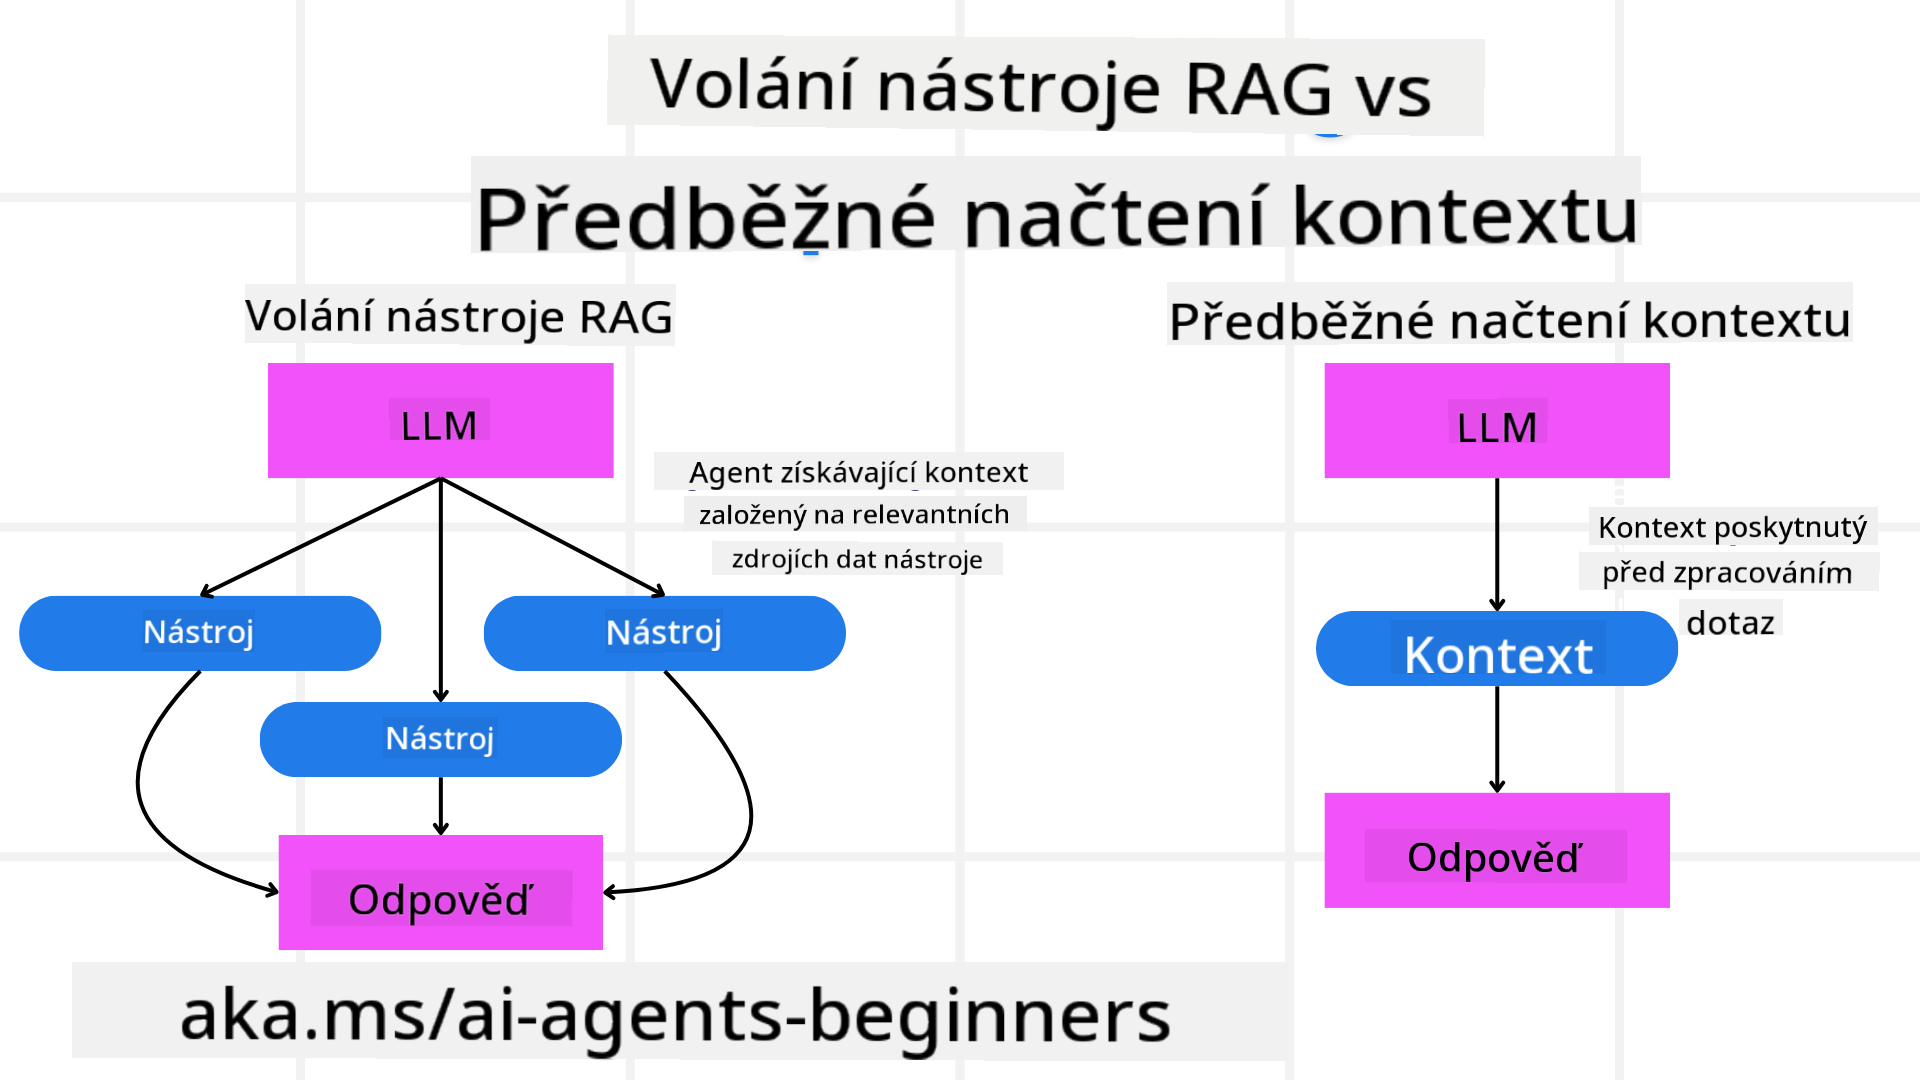 Volání nástroje RAG vs
Předběžné načtení kontextu
Volání nástroje RAG
LLM
Agent získávající kontext
založený na relevantních
zdrojích dat nástroje
Nástroj
Nástroj
Nástroj
Odpověď
Předběžné načtení kontextu
LLM
Kontext poskytnutý
před zpracováním
dotaz
Kontext
Odpověď
aka.ms/ai-agents-beginners